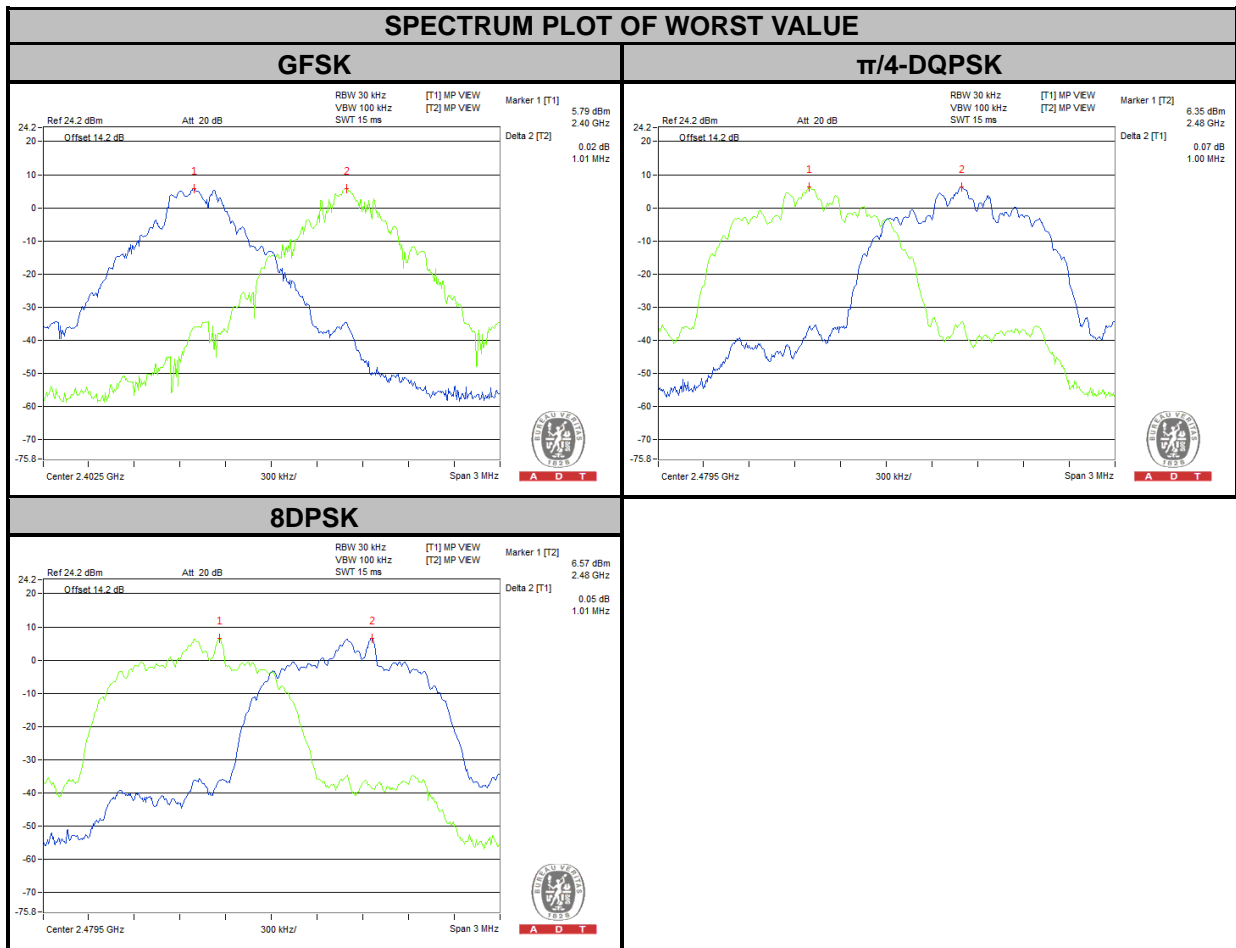 SPECTRUM PLOT OF WORST VALUE
GFSK
RBW 30 kHz [T1] MP VIEW
VBW 100 kHz [T2] MP VIEW
Ref 24.2 dBm Att 20 dB SWT 15 ms
Marker 1 [T1]
5.79 dBm
2.40 GHz
Delta 2 [T2]
0.02 dB
1.01 MHz
24.2
Offset 14.2 dB
20
10
0
-10
-20
-30
-40
-50
-60
-70
-75.8
1
2
Center 2.4025 GHz 300 kHz/ Span 3 MHz
BUREAU VERITAS
1828
A D T
π/4-DQPSK
RBW 30 kHz [T1] MP VIEW
VBW 100 kHz [T2] MP VIEW
Ref 24.2 dBm Att 20 dB SWT 15 ms
Marker 1 [T2]
6.35 dBm
2.48 GHz
Delta 2 [T1]
0.07 dB
1.00 MHz
24.2
Offset 14.2 dB
20
10
0
-10
-20
-30
-40
-50
-60
-70
-75.8
1
2
Center 2.4795 GHz 300 kHz/ Span 3 MHz
BUREAU VERITAS
1828
A D T
8DPSK
RBW 30 kHz [T1] MP VIEW
VBW 100 kHz [T2] MP VIEW
Ref 24.2 dBm Att 20 dB SWT 15 ms
Marker 1 [T2]
6.57 dBm
2.48 GHz
Delta 2 [T1]
0.05 dB
1.01 MHz
24.2
Offset 14.2 dB
20
10
0
-10
-20
-30
-40
-50
-60
-70
-75.8
1
2
Center 2.4795 GHz 300 kHz/ Span 3 MHz
BUREAU VERITAS
1828
A D T